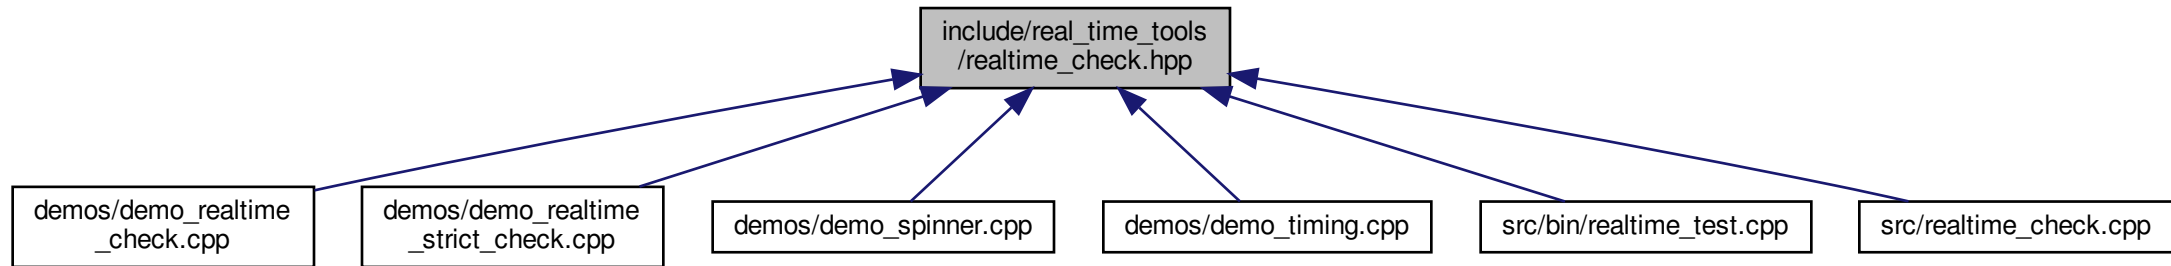 include/real_time_tools
/realtime_check.hpp
demos/demo_realtime
_check.cpp
demos/demo_realtime
_strict_check.cpp
demos/demo_spinner.cpp
demos/demo_timing.cpp
src/bin/realtime_test.cpp
src/realtime_check.cpp